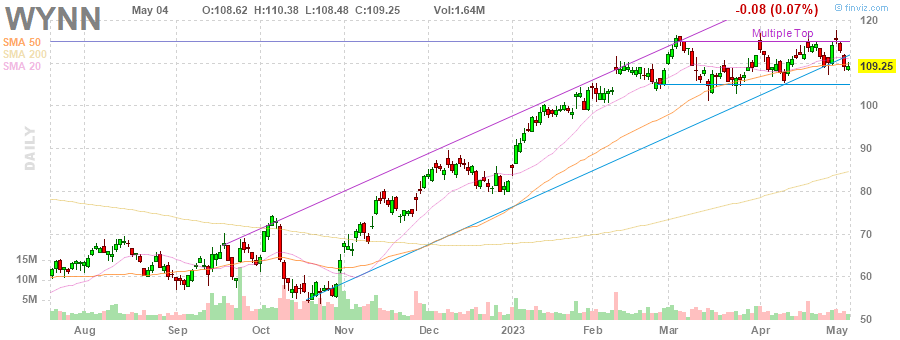 WYNN May 04 O:108.62 H:110.38 L:108.48 C:109.25 Vol:1.64M -0.08 (0.07%) finviz.com
SMA 50
SMA 200
SMA 20
Multiple Top
120
109.25
100
90
80
70
60
50
15M
10M
5M
DAILY
Aug Sep Oct Nov Dec 2023 Feb Mar Apr May